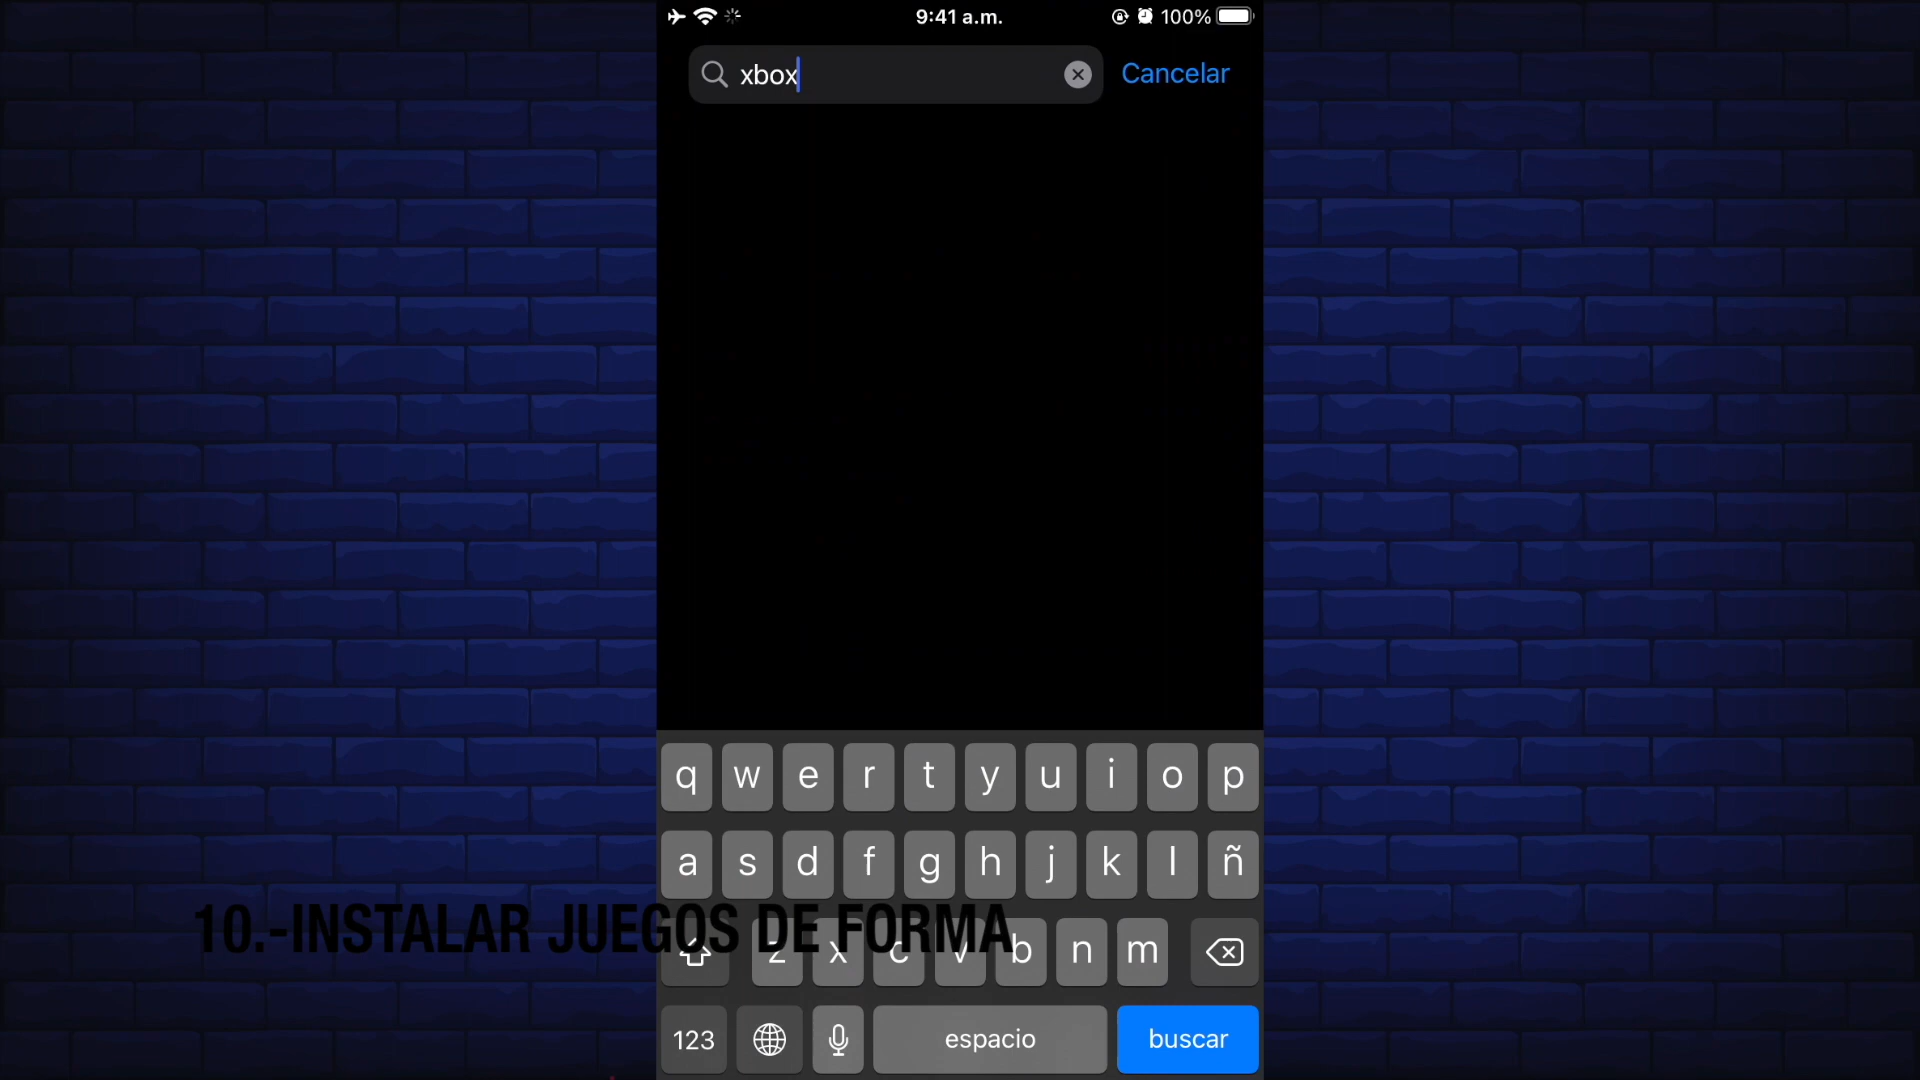 9:41 a.m.
100%
xbox
Cancelar
q w e r t y u i o p
a s d f g h j k l ñ
10.-INSTALAR JUEGOS DE FORMA
z x c v b n m
123
espacio
buscar